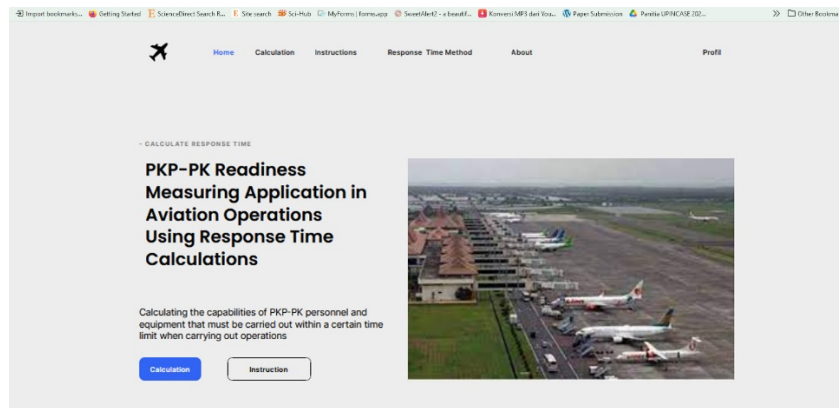 Import bookmarks... Getting Started ScienceDirect Search R... Site search Sci-Hub MyForms | forms.app SweetAlert2 - a beautif... Konversi MP3 dari You... Paper Submission Panitia UPINCASE 202... Other Bookma
Home Calculation Instructions Response Time Method About Profil
- CALCULATE RESPONSE TIME
PKP-PK Readiness
Measuring Application in
Aviation Operations
Using Response Time
Calculations
Calculating the capabilities of PKP-PK personnel and
equipment that must be carried out within a certain time
limit when carrying out operations
Calculation Instruction